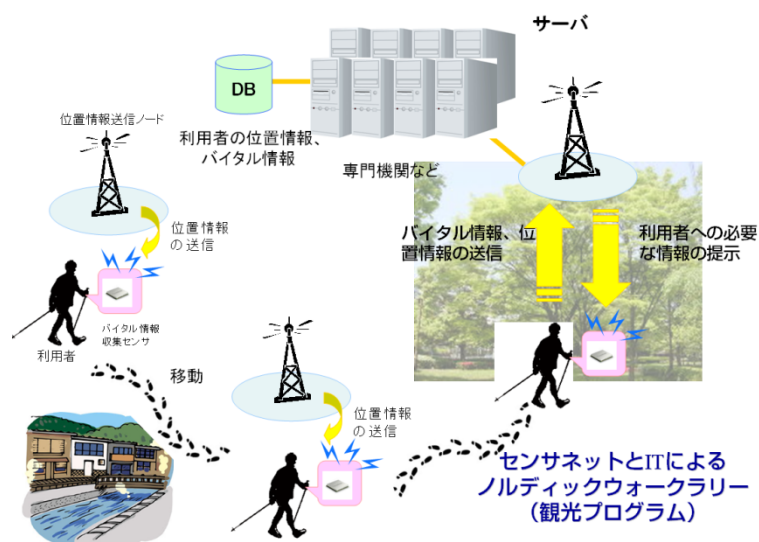 サーバ
DB
位置情報送信ノード
利用者の位置情報、
バイタル情報
専門機関など
位置情報
の送信
バイタル情報、位
置情報の送信
利用者への必要
な情報の提示
バイタル情報
収集センサ
利用者
移動
位置情報
の送信
センサネットとITによる
ノルディックウォークラリー
（観光プログラム）